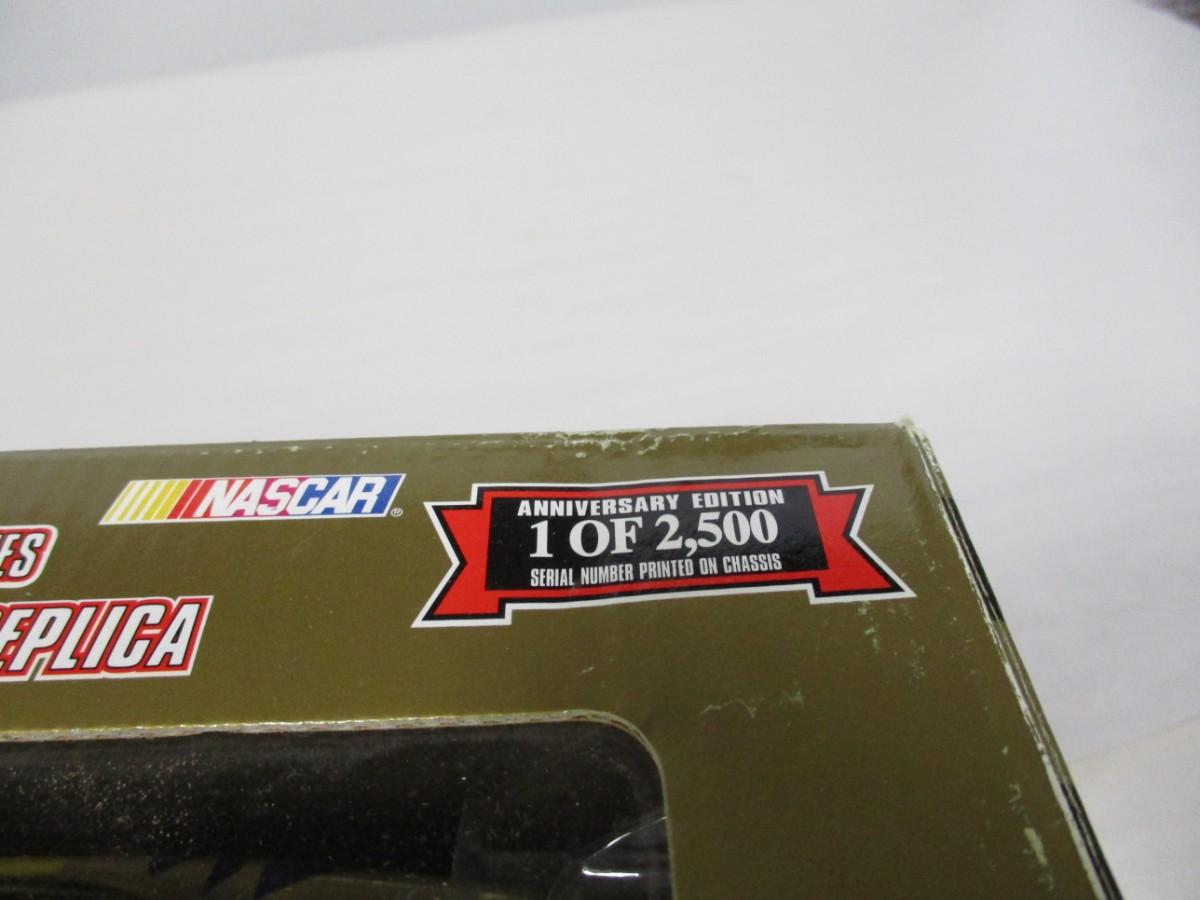 NASCAR®
ANNIVERSARY EDITION
1 OF 2,500
SERIAL NUMBER PRINTED ON CHASSIS